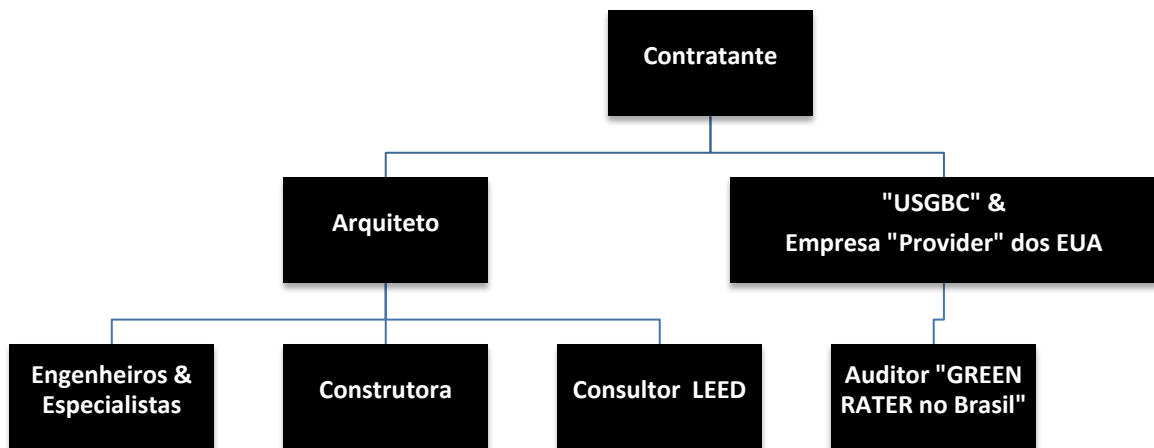 Contratante
Arquiteto
"USGBC" &
Empresa "Provider" dos EUA
Engenheiros &
Especialistas
Construtora
Consultor LEED
Auditor "GREEN
RATER no Brasil"